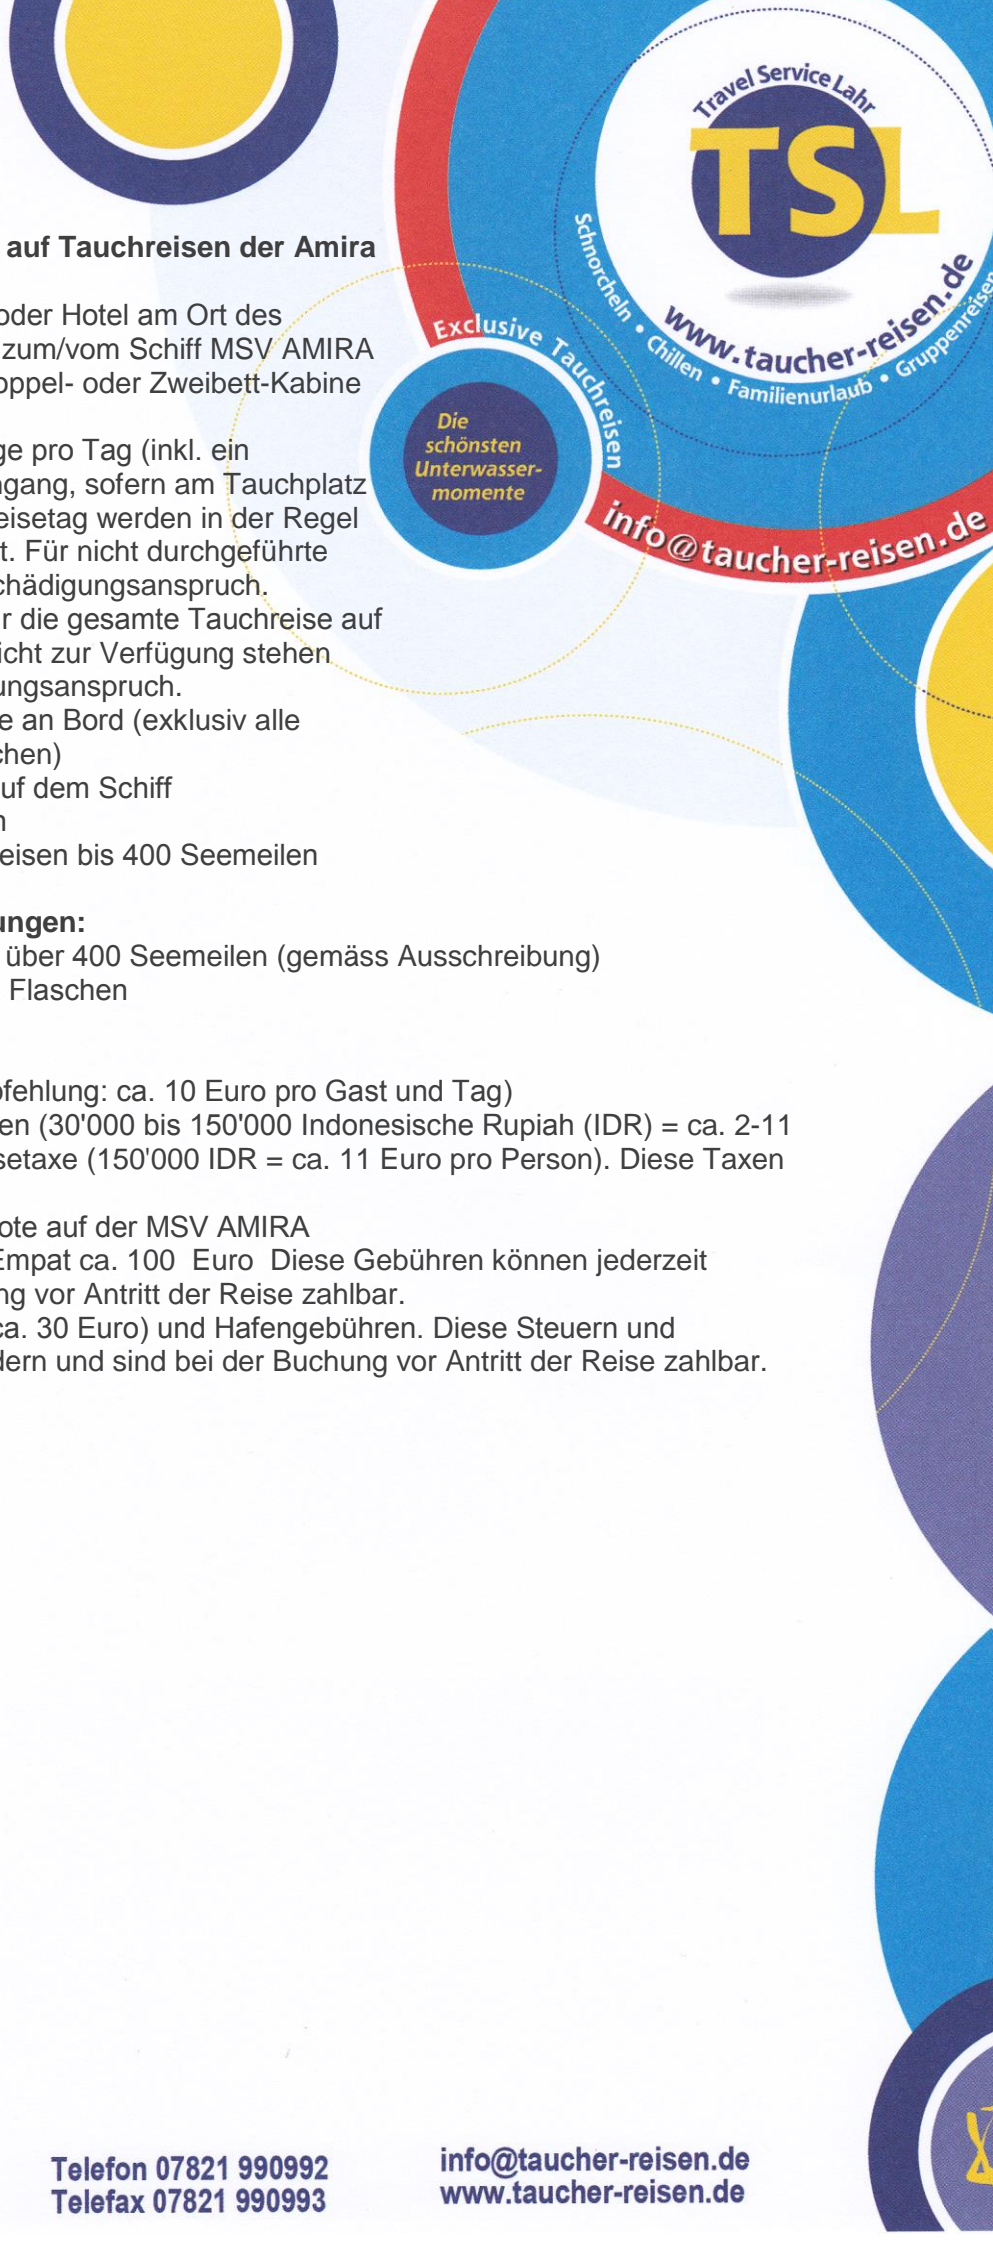 Travel Service Lahr
TSL
www.taucher-reisen.de
Schnorcheln • Chillen • Familienurlaub • Gruppenreisen
Exclusive Tauchreisen
info@taucher-reisen.de
Die
schönsten
Unterwasser-
momente
auf Tauchreisen der Amira
oder Hotel am Ort des
zum/vom Schiff MSV AMIRA
oppel- oder Zweibett-Kabine
ge pro Tag (inkl. ein
ngang, sofern am Tauchplatz
eisetag werden in der Regel
t. Für nicht durchgeführte
chädigungsanspruch.
r die gesamte Tauchreise auf
icht zur Verfügung stehen
ungsanspruch.
e an Bord (exklusiv alle
chen)
uf dem Schiff
n
eisen bis 400 Seemeilen
ungen:
über 400 Seemeilen (gemäss Ausschreibung)
Flaschen
pfehlung: ca. 10 Euro pro Gast und Tag)
en (30'000 bis 150'000 Indonesische Rupiah (IDR) = ca. 2-11
setaxe (150'000 IDR = ca. 11 Euro pro Person). Diese Taxen
ote auf der MSV AMIRA
Empat ca. 100  Euro  Diese Gebühren können jederzeit
ng vor Antritt der Reise zahlbar.
ca. 30 Euro) und Hafengebühren. Diese Steuern und
dern und sind bei der Buchung vor Antritt der Reise zahlbar.
Telefon 07821 990992
Telefax 07821 990993
info@taucher-reisen.de
www.taucher-reisen.de